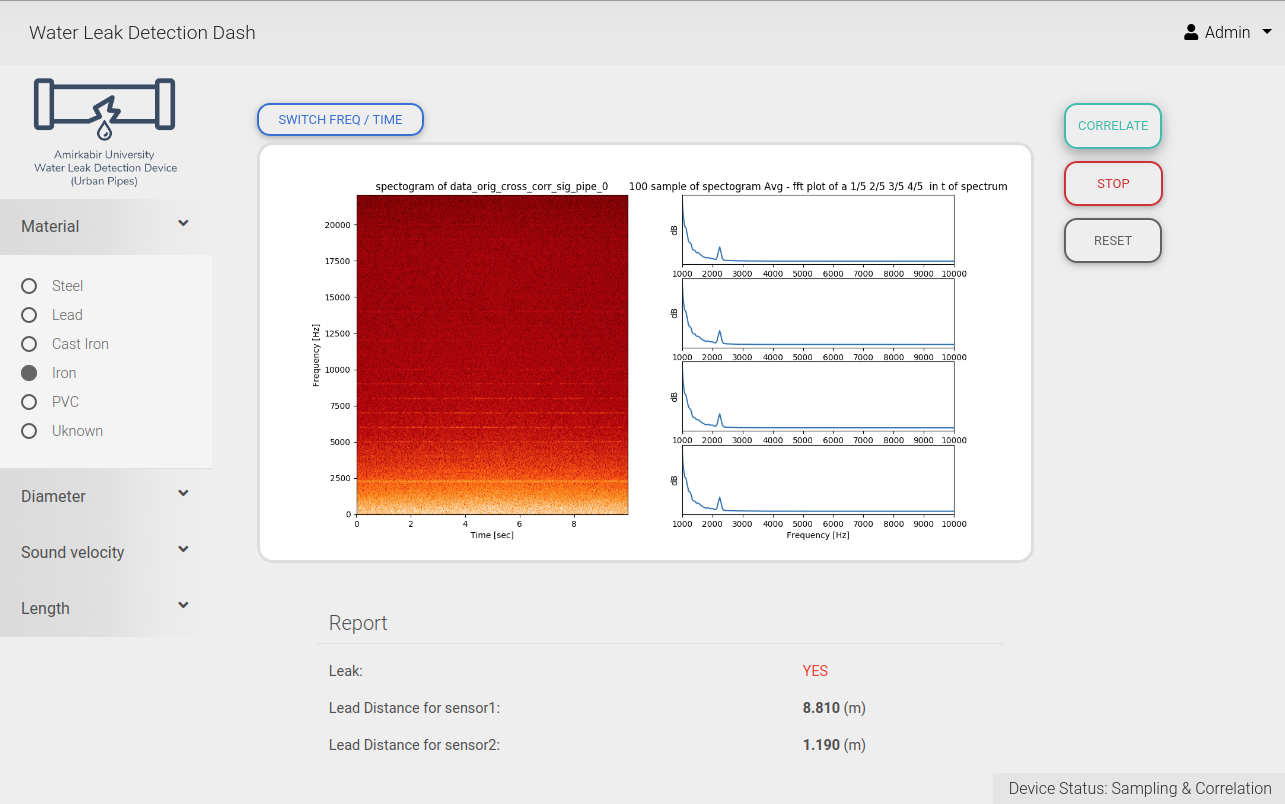 Water Leak Detection Dash
Admin
Amirkabir University
Water Leak Detection Device
(Urban Pipes)
Material
Steel
Lead
Cast Iron
Iron
PVC
Uknown
Diameter
Sound velocity
Length
SWITCH FREQ / TIME
spectogram of data_orig_cross_corr_sig_pipe_0
Frequency [Hz]
20000
17500
15000
12500
10000
7500
5000
2500
0
0 2 4 6 8
Time [sec]
100 sample of spectogram Avg - fft plot of a 1/5 2/5 3/5 4/5 in t of spectrum
dB
1000 2000 3000 4000 5000 6000 7000 8000 9000 10000
dB
1000 2000 3000 4000 5000 6000 7000 8000 9000 10000
dB
1000 2000 3000 4000 5000 6000 7000 8000 9000 10000
dB
1000 2000 3000 4000 5000 6000 7000 8000 9000 10000
Frequency [Hz]
CORRELATE
STOP
RESET
Report
Leak: YES
Lead Distance for sensor1: 8.810 (m)
Lead Distance for sensor2: 1.190 (m)
Device Status: Sampling & Correlation